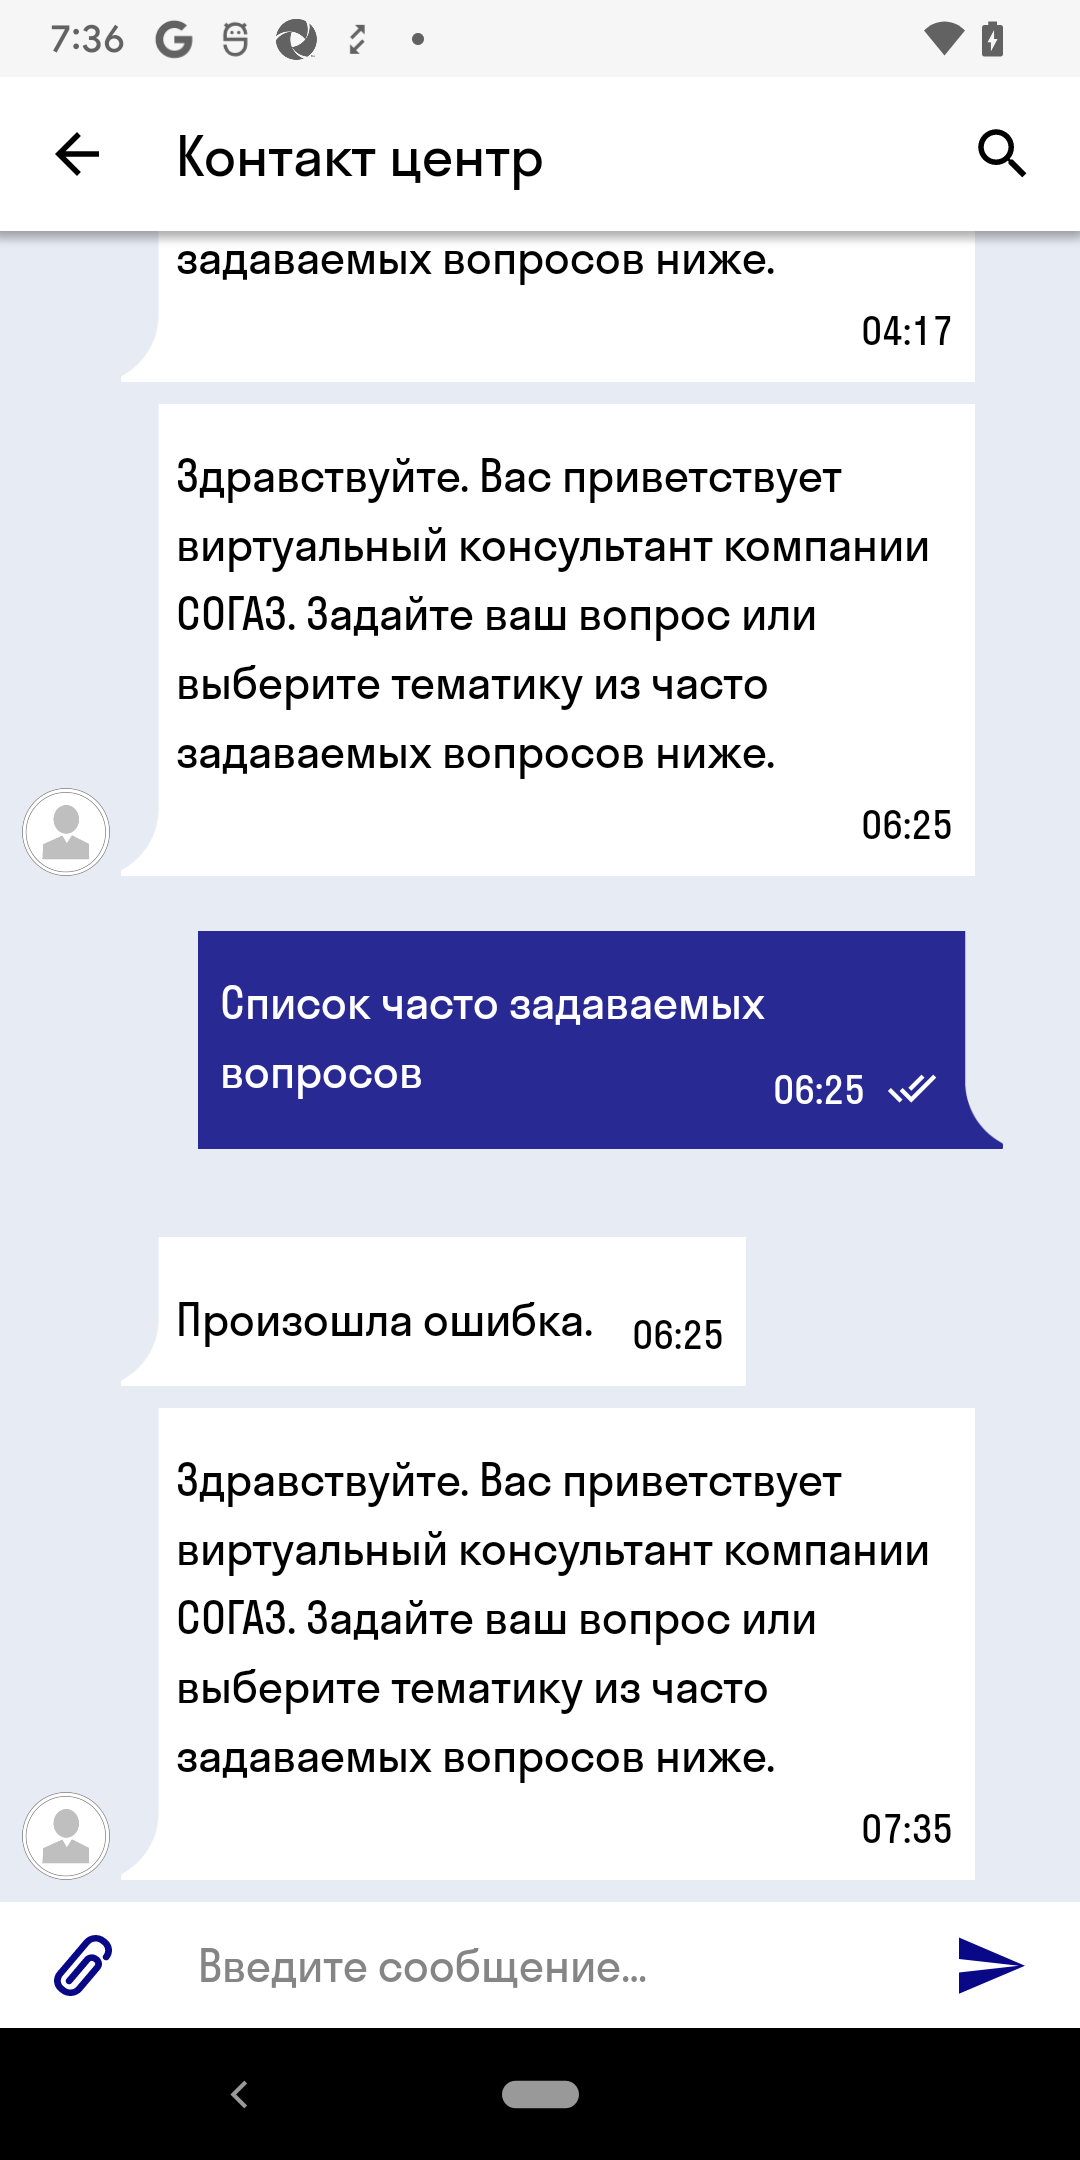 7:36
Контакт центр
задаваемых вопросов ниже.
04:17
Здравствуйте. Вас приветствует
виртуальный консультант компании
СОГАЗ. Задайте ваш вопрос или
выберите тематику из часто
задаваемых вопросов ниже.
06:25
Список часто задаваемых
вопросов
06:25
Произошла ошибка. 06:25
Здравствуйте. Вас приветствует
виртуальный консультант компании
СОГАЗ. Задайте ваш вопрос или
выберите тематику из часто
задаваемых вопросов ниже.
07:35
Введите сообщение...